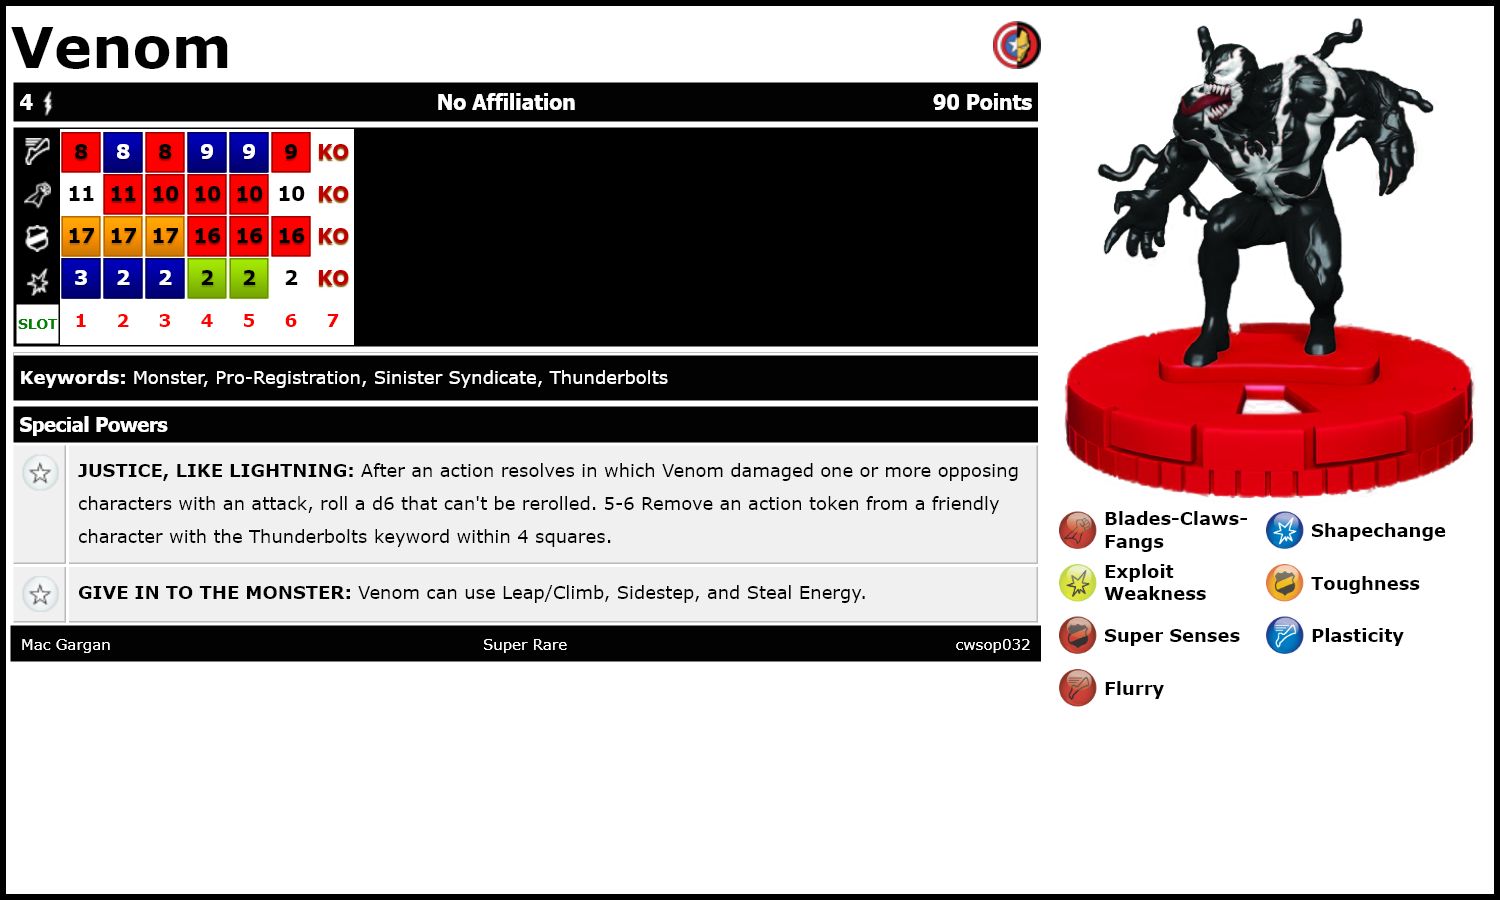 Venom
4 No Affiliation 90 Points
8 8 8 9 9 9 KO
11 11 10 10 10 10 KO
17 17 17 16 16 16 KO
3 2 2 2 2 2 KO
SLOT 1 2 3 4 5 6 7
Keywords: Monster, Pro-Registration, Sinister Syndicate, Thunderbolts
Special Powers
JUSTICE, LIKE LIGHTNING: After an action resolves in which Venom damaged one or more opposing
characters with an attack, roll a d6 that can't be rerolled. 5-6 Remove an action token from a friendly
character with the Thunderbolts keyword within 4 squares.
GIVE IN TO THE MONSTER: Venom can use Leap/Climb, Sidestep, and Steal Energy.
Mac Gargan Super Rare cwsop032
Blades-Claws-
Fangs
Shapechange
Exploit
Weakness
Toughness
Super Senses
Plasticity
Flurry